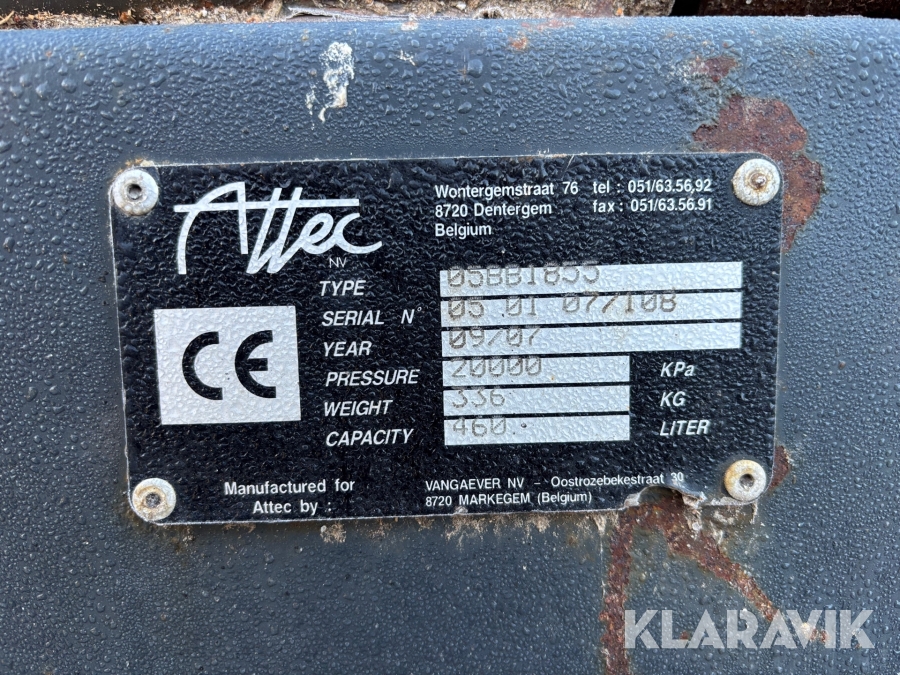 Attec
NV
Wontergemstraat 76 tel : 051/63.56,92
8720 Dentergem fax : 051/63.56.91
Belgium
TYPE 05BB1855
SERIAL N° 05 .01 077108
YEAR 09/07
PRESSURE 20000 KPa
WEIGHT 336 KG
CAPACITY 460. LITER
CE
Manufactured for
Attec by :
VANGAEVER NV – Oostrozebekestraat 30
8720 MARKEGEM (Belgium)
KLARAVIK